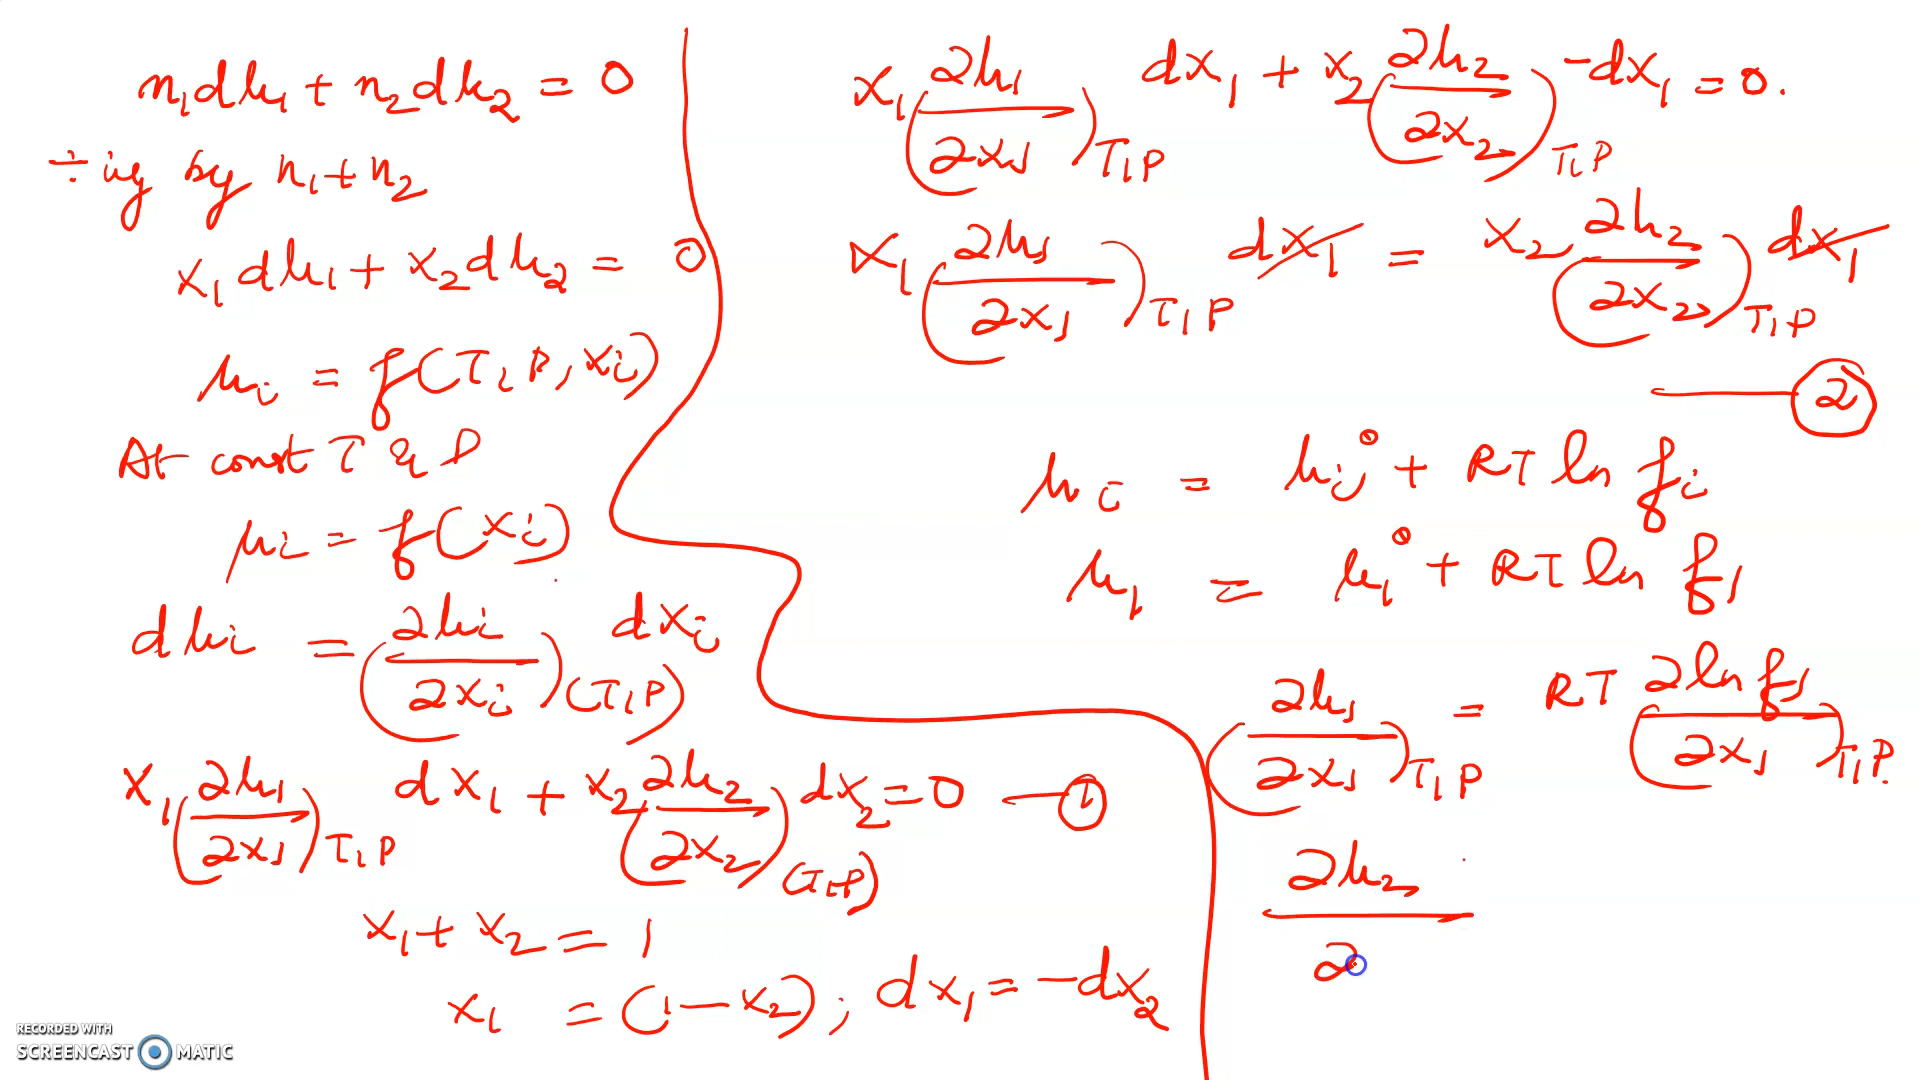 n₁dμ₁ + n₂dμ₂ = 0
÷ing by n₁+n₂
x₁dμ₁ + x₂dμ₂ = 0
μᵢ = f(T, P, xᵢ)
At const T & P
μᵢ = f(xᵢ)
dμᵢ = (∂μᵢ/∂xᵢ)(T,P) dxᵢ
x₁(∂μ₁/∂x₁)T,P dx₁ + x₂(∂μ₂/∂x₂)(T,P) dx₂ = 0 — ①
x₁ + x₂ = 1
x₁ = (1 − x₂) ; dx₁ = −dx₂
x₁(∂μ₁/∂x₁)T,P dx₁ + x₂(∂μ₂/∂x₂)T,P −dx₁ = 0.
x₁(∂μ₁/∂x₁)T,P dx₁ = x₂(∂μ₂/∂x₂)T,P dx₁
— ②
μᵢ = μᵢ° + RT ln fᵢ
μ₁ = μ₁° + RT ln f₁
(∂μ₁/∂x₁)T,P = RT (∂ ln f₁/∂x₁)T,P.
∂μ₂/∂
RECORDED WITH
SCREENCAST MATIC